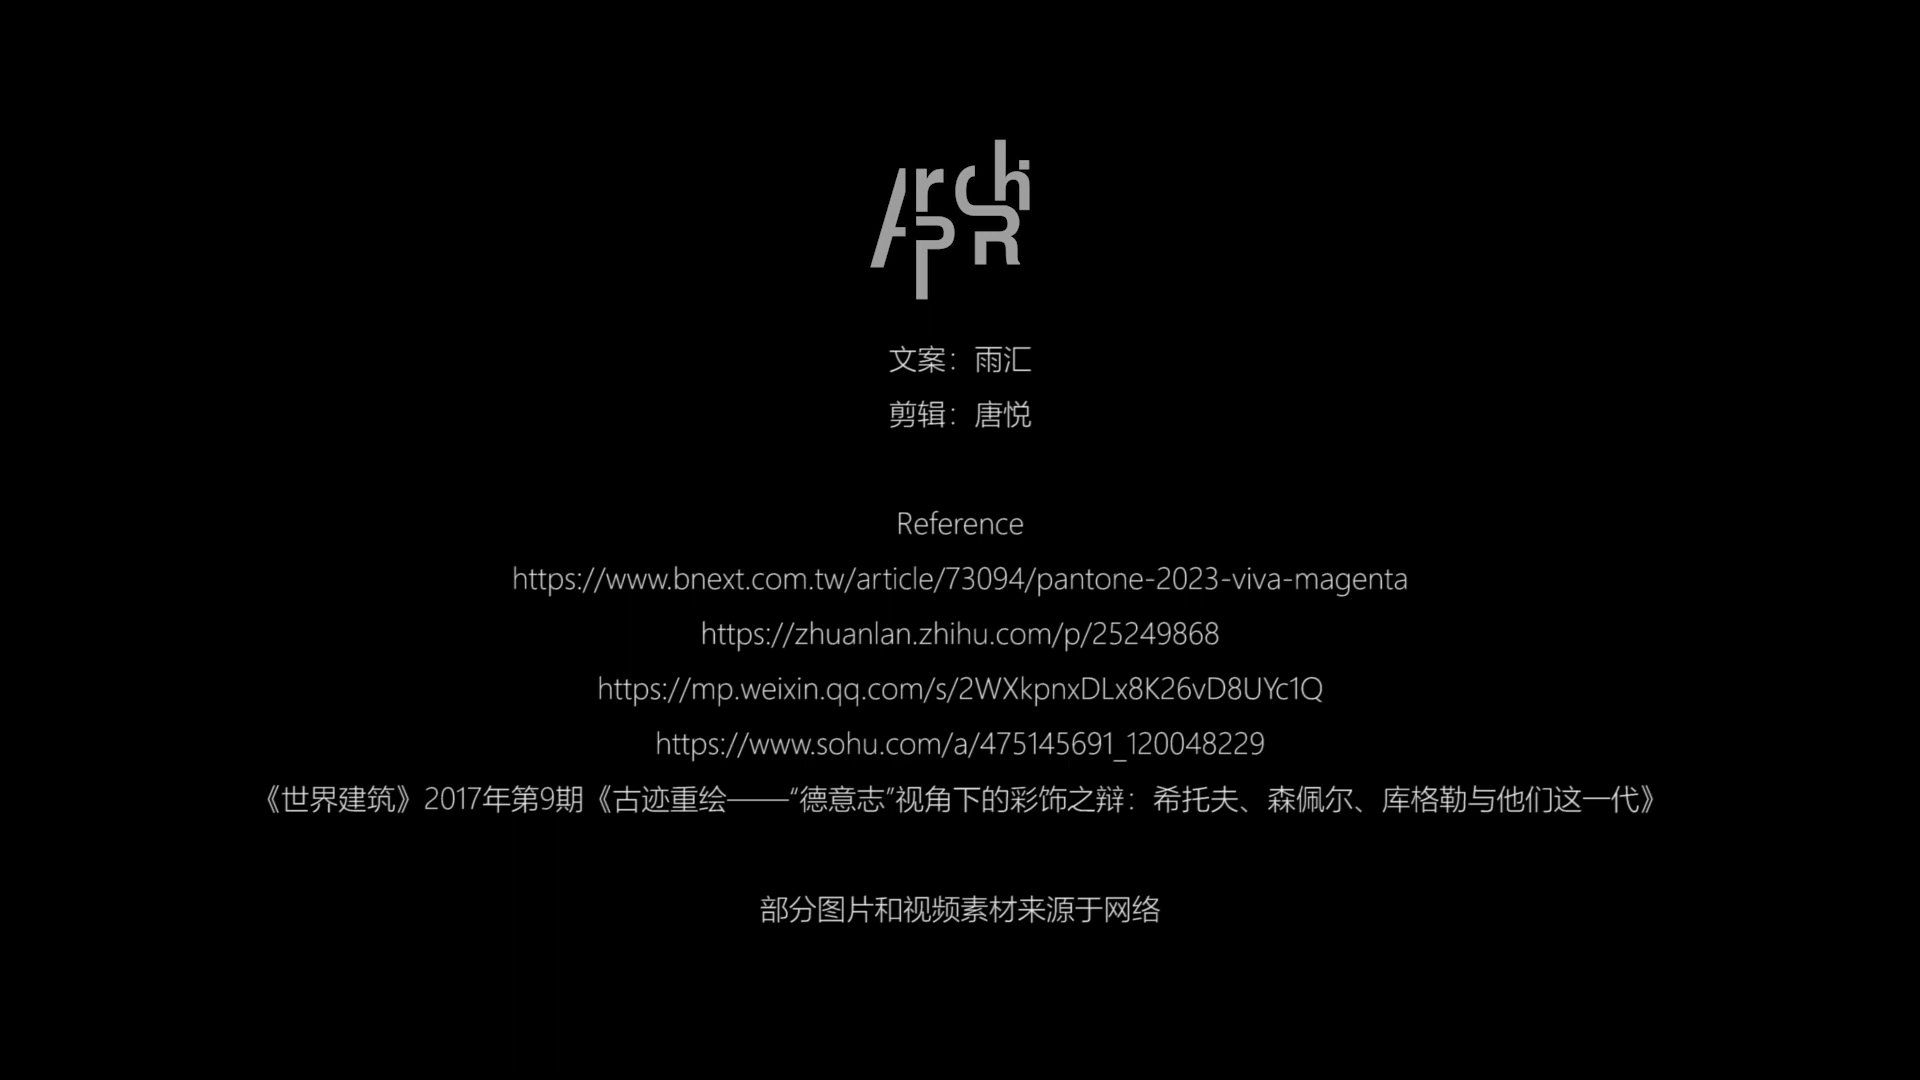 Archi
PR
文案：雨汇
剪辑：唐悦
Reference
https://www.bnext.com.tw/article/73094/pantone-2023-viva-magenta
https://zhuanlan.zhihu.com/p/25249868
https://mp.weixin.qq.com/s/2WXkpnxDLx8K26vD8UYc1Q
https://www.sohu.com/a/475145691_120048229
《世界建筑》2017年第9期《古迹重绘——“德意志”视角下的彩饰之辩：希托夫、森佩尔、库格勒与他们这一代》
部分图片和视频素材来源于网络